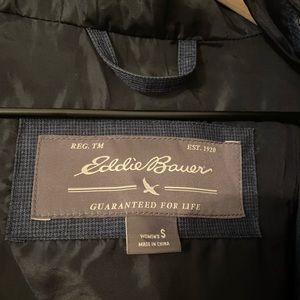 REG. TM EST. 1920
Eddie Bauer
GUARANTEED FOR LIFE
WOMEN'S S
MADE IN CHINA